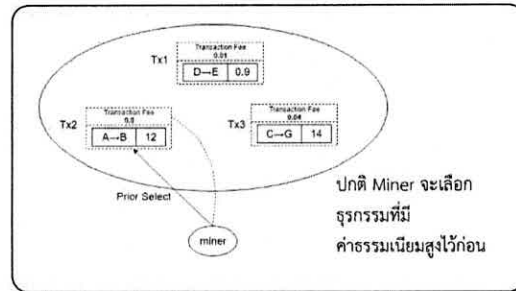 Transaction Fee
0.01
Tx1
D→E 0.9
Transaction Fee
Tx2
A→B 12
Transaction Fee
0.04
Tx3
C→G 14
Prior Select
miner
ปกติ Miner จะเลือก
ธุรกรรมที่มี
ค่าธรรมเนียมสูงไว้ก่อน